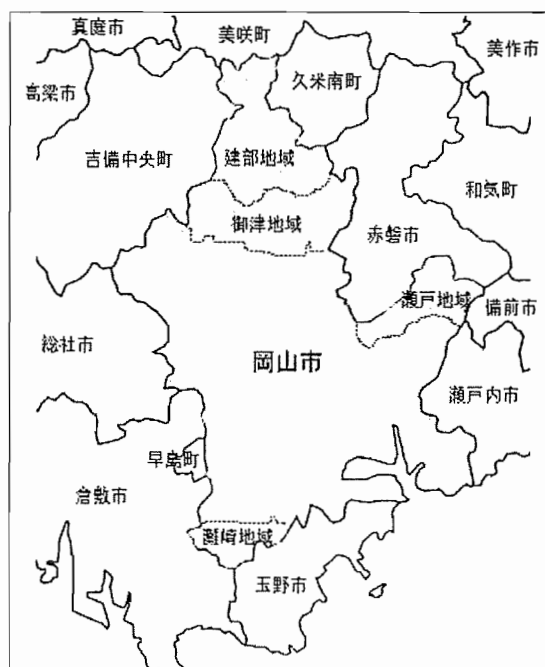 真庭市
美咲町
美作市
高梁市
久米南町
吉備中央町
建部地域
和気町
御津地域
赤磐市
瀬戸地域
備前市
総社市
岡山市
瀬戸内市
早島町
倉敷市
灘崎地域
玉野市